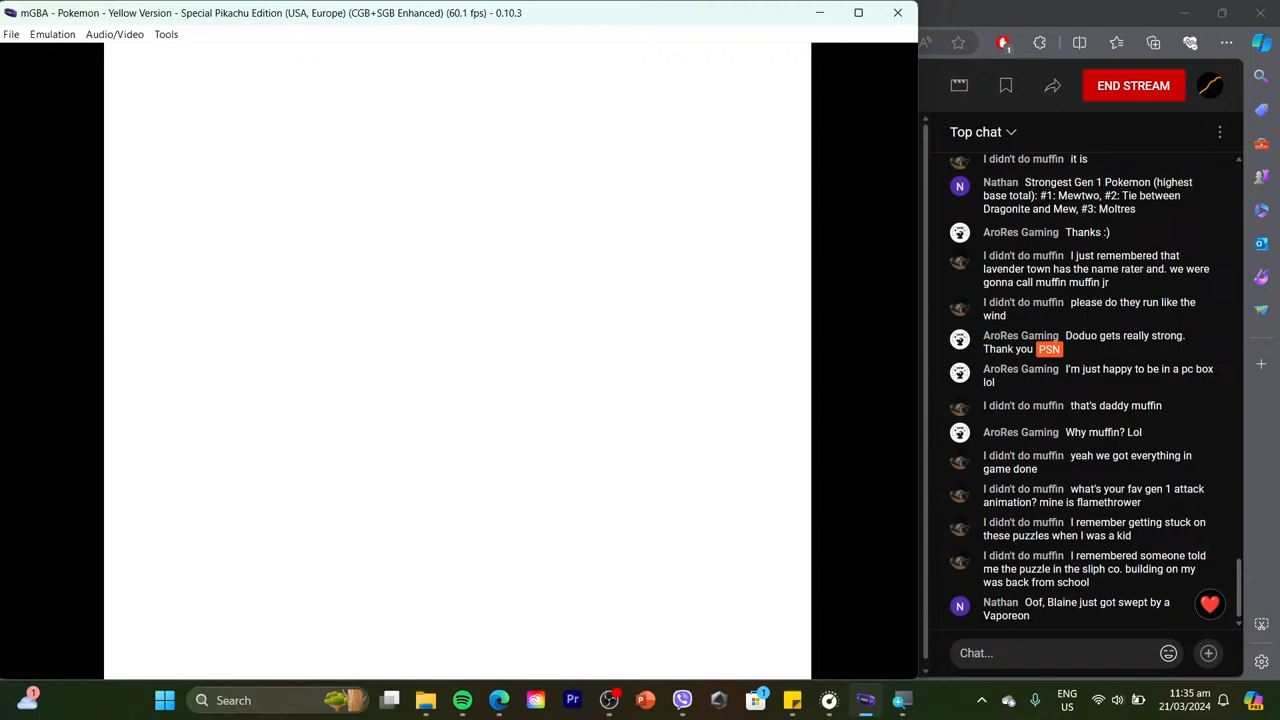 mGBA - Pokemon - Yellow Version - Special Pikachu Edition (USA, Europe) (CGB+SGB Enhanced) (60.1 fps) - 0.10.3
File Emulation Audio/Video Tools
1
END STREAM
Top chat
I didn't do muffin it is
N Nathan Strongest Gen 1 Pokemon (highest
base total): #1: Mewtwo, #2: Tie between
Dragonite and Mew, #3: Moltres
AroRes Gaming Thanks :)
I didn't do muffin I just remembered that
lavender town has the name rater and. we were
gonna call muffin muffin jr
I didn't do muffin please do they run like the
wind
AroRes Gaming Doduo gets really strong.
Thank you PSN
AroRes Gaming I'm just happy to be in a pc box
lol
I didn't do muffin that's daddy muffin
AroRes Gaming Why muffin? Lol
I didn't do muffin yeah we got everything in
game done
I didn't do muffin what's your fav gen 1 attack
animation? mine is flamethrower
I didn't do muffin I remember getting stuck on
these puzzles when I was a kid
I didn't do muffin I remembered someone told
me the puzzle in the sliph co. building on my
was back from school
N Nathan Oof, Blaine just got swept by a
Vaporeon
Chat...
1
Search
Pr
1
ENG
US
11:35 am
21/03/2024